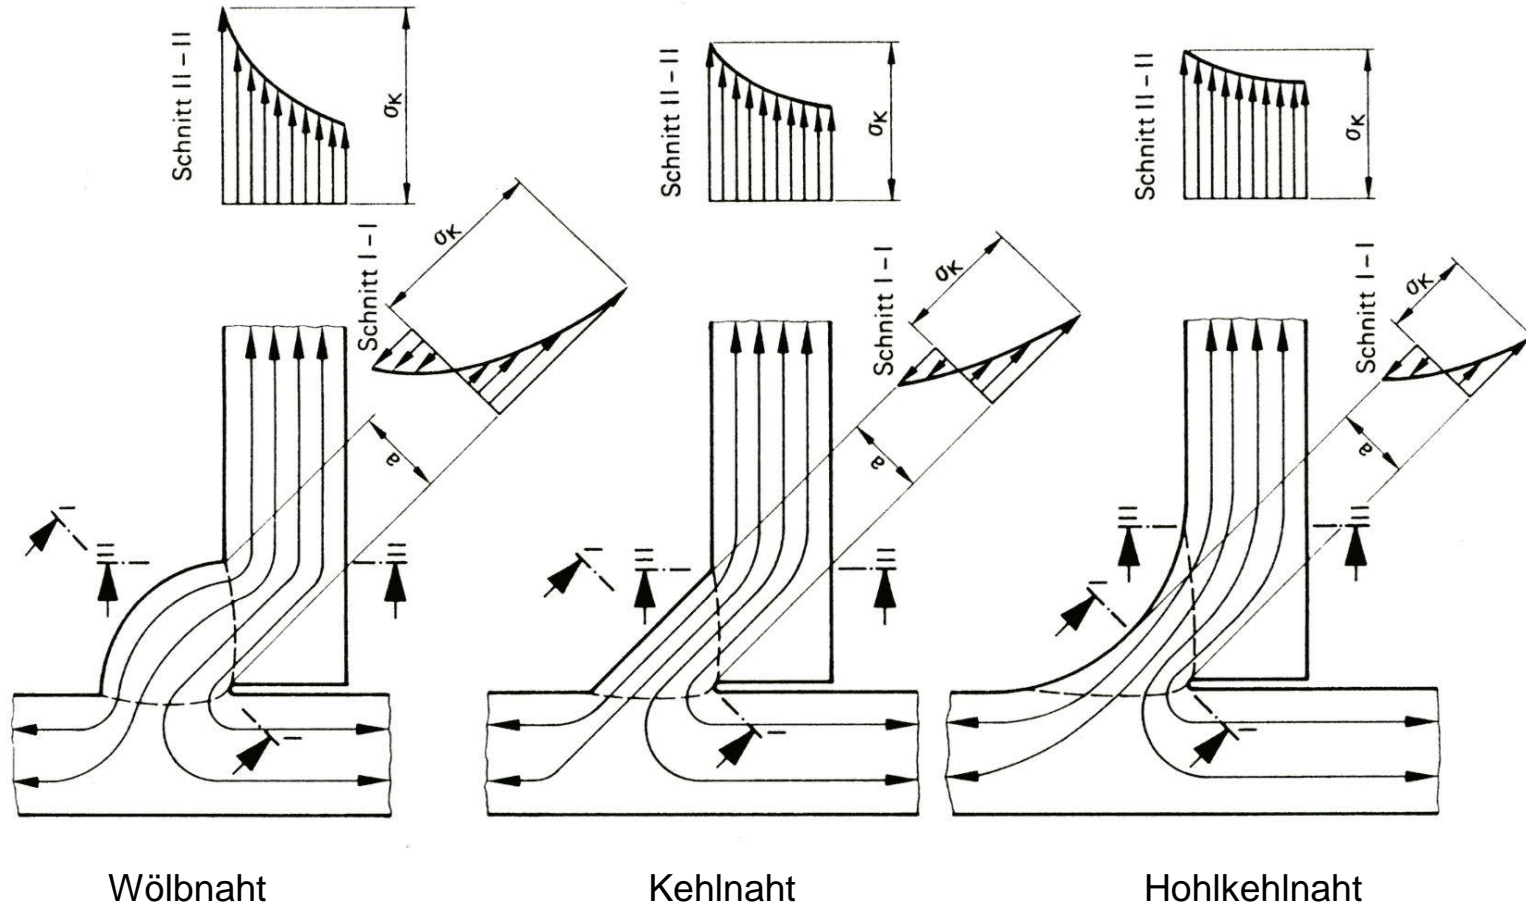 Schnitt II – II
σK
Schnitt I – I
σK
a
I
II
II
I
Wölbnaht
Schnitt II – II
σK
Schnitt I – I
σK
a
I
II
II
I
Kehlnaht
Schnitt II – II
σK
Schnitt I – I
σK
a
II
II
I
I
Hohlkehlnaht